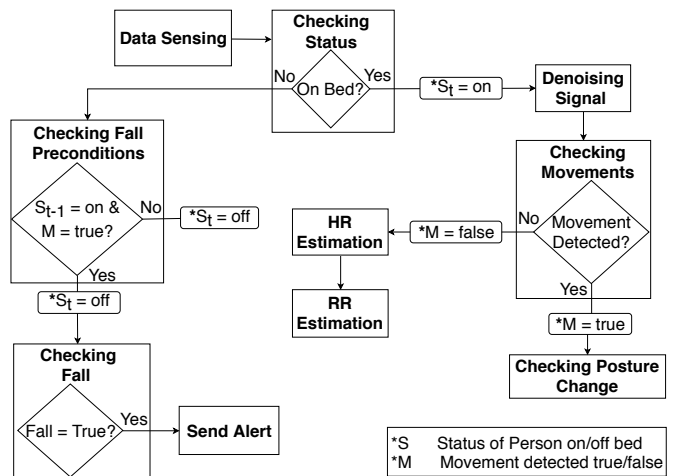 Data Sensing
Checking
Status
On Bed?
No
Yes
*St = on
Denoising
Signal
Checking Fall
Preconditions
St-1 = on &
M = true?
No
*St = off
Yes
*St = off
Checking
Movements
Movement
Detected?
No
*M = false
HR
Estimation
RR
Estimation
Yes
*M = true
Checking Posture
Change
Checking
Fall
Fall = True?
Yes
Send Alert
*S Status of Person on/off bed
*M Movement detected true/false